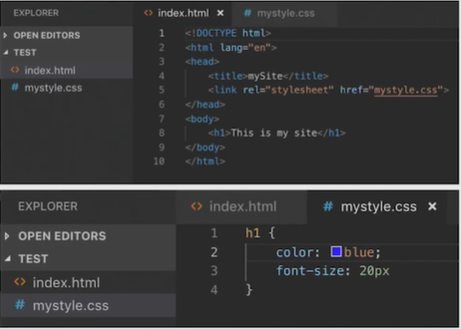 EXPLORER
<> index.html ×
# mystyle.css
OPEN EDITORS
TEST
<> index.html
# mystyle.css
1 <!DOCTYPE html>
2 <html lang="en">
3 <head>
4 <title>mySite</title>
5 <link rel="stylesheet" href="mystyle.css">
6 </head>
7 <body>
8 <h1>This is my site</h1>
9 </body>
10 </html>
EXPLORER
<> index.html
# mystyle.css ×
OPEN EDITORS
TEST
<> index.html
# mystyle.css
1 h1 {
2 color: blue;
3 font-size: 20px
4 }